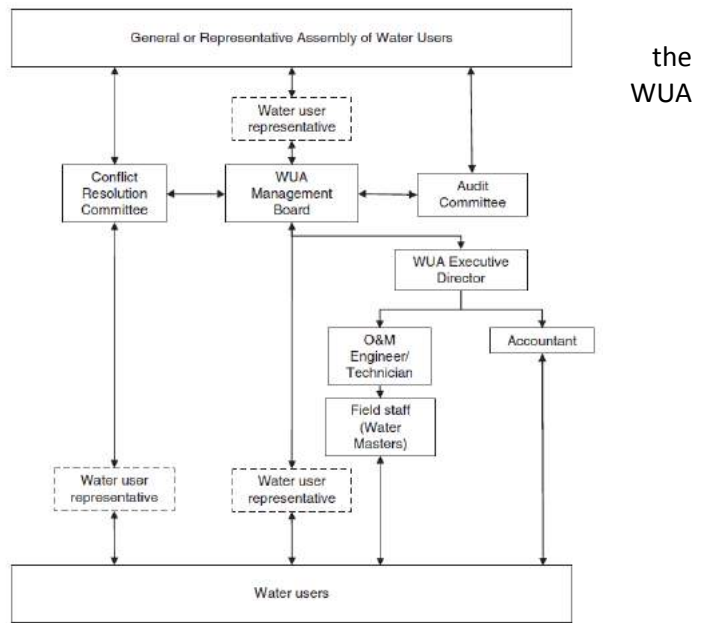 General or Representative Assembly of Water Users
the
WUA
Water user
representative
Conflict
Resolution
Committee
WUA
Management
Board
Audit
Committee
WUA Executive
Director
O&M
Engineer/
Technician
Accountant
Field staff
(Water
Masters)
Water user
representative
Water user
representative
Water users